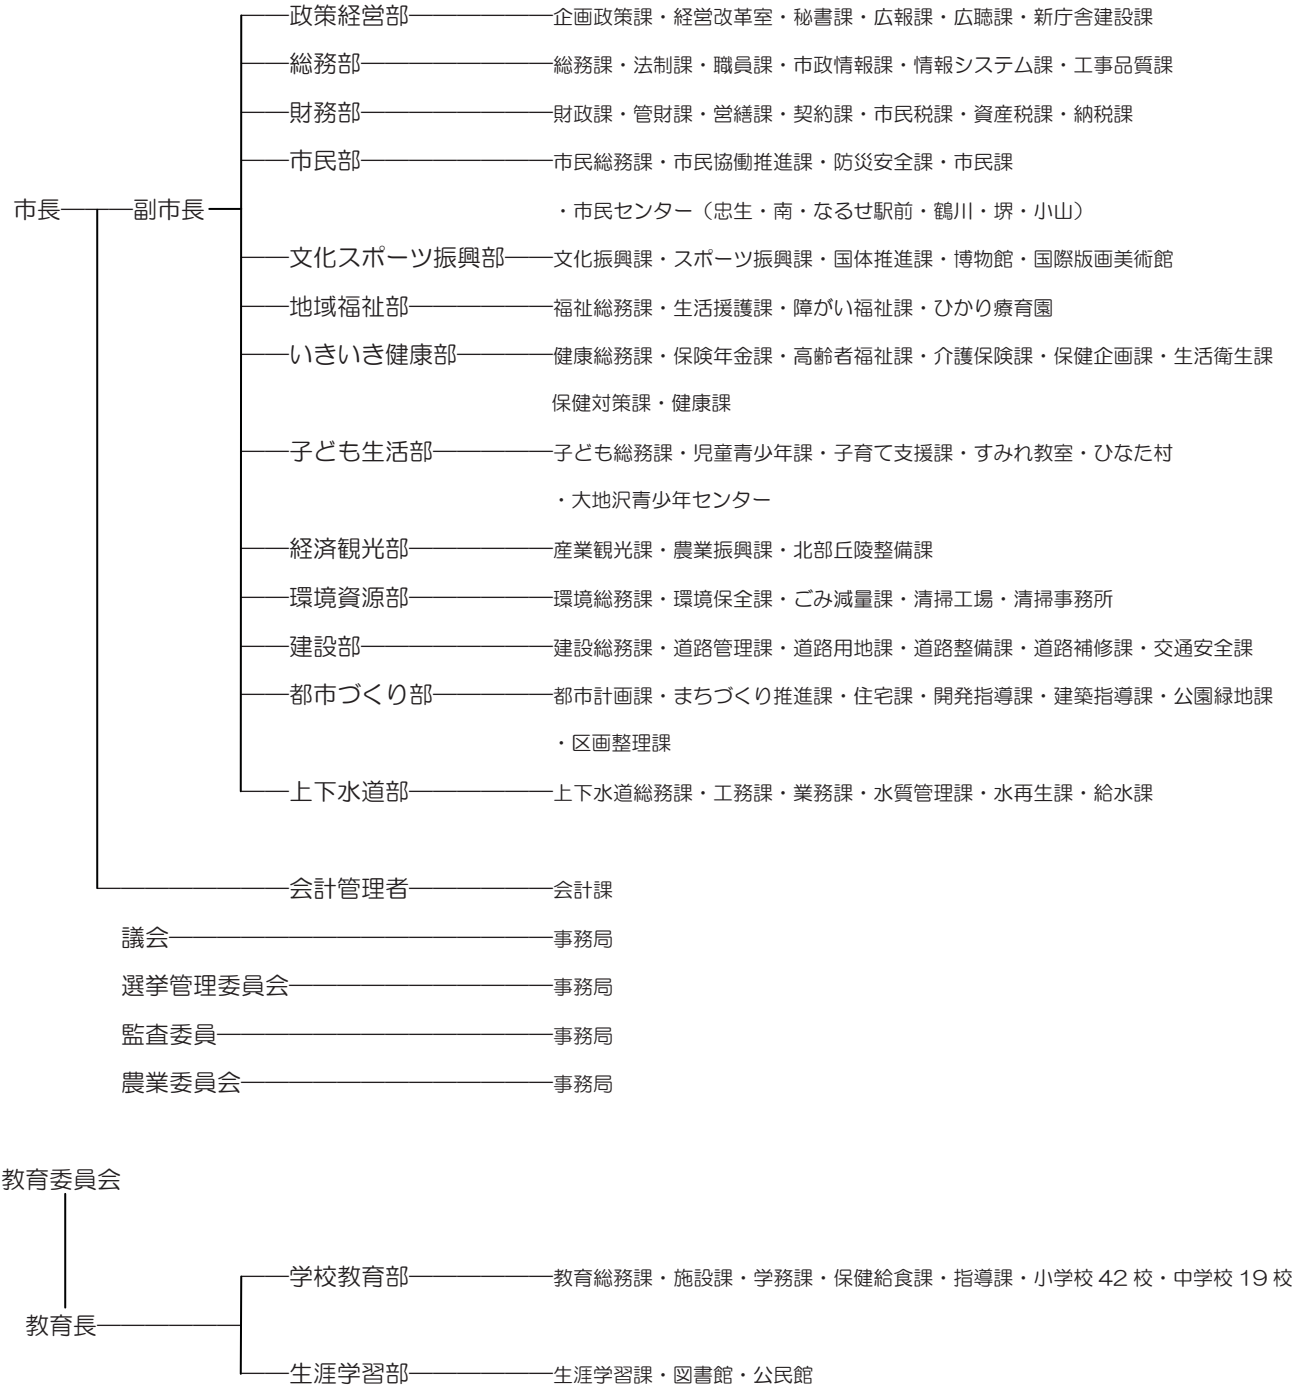 政策経営部 企画政策課・経営改革室・秘書課・広報課・広聴課・新庁舎建設課
総務部 総務課・法制課・職員課・市政情報課・情報システム課・工事品質課
財務部 財政課・管財課・営繕課・契約課・市民税課・資産税課・納税課
市民部 市民総務課・市民協働推進課・防災安全課・市民課
市長 副市長 ・市民センター（忠生・南・なるせ駅前・鶴川・堺・小山）
文化スポーツ振興部 文化振興課・スポーツ振興課・国体推進課・博物館・国際版画美術館
地域福祉部 福祉総務課・生活援護課・障がい福祉課・ひかり療育園
いきいき健康部 健康総務課・保険年金課・高齢者福祉課・介護保険課・保健企画課・生活衛生課
保健対策課・健康課
子ども生活部 子ども総務課・児童青少年課・子育て支援課・すみれ教室・ひなた村
・大地沢青少年センター
経済観光部 産業観光課・農業振興課・北部丘陵整備課
環境資源部 環境総務課・環境保全課・ごみ減量課・清掃工場・清掃事務所
建設部 建設総務課・道路管理課・道路用地課・道路整備課・道路補修課・交通安全課
都市づくり部 都市計画課・まちづくり推進課・住宅課・開発指導課・建築指導課・公園緑地課
・区画整理課
上下水道部 上下水道総務課・工務課・業務課・水質管理課・水再生課・給水課
会計管理者 会計課
議会 事務局
選挙管理委員会 事務局
監査委員 事務局
農業委員会 事務局
教育委員会
学校教育部 教育総務課・施設課・学務課・保健給食課・指導課・小学校 42 校・中学校 19 校
教育長
生涯学習部 生涯学習課・図書館・公民館